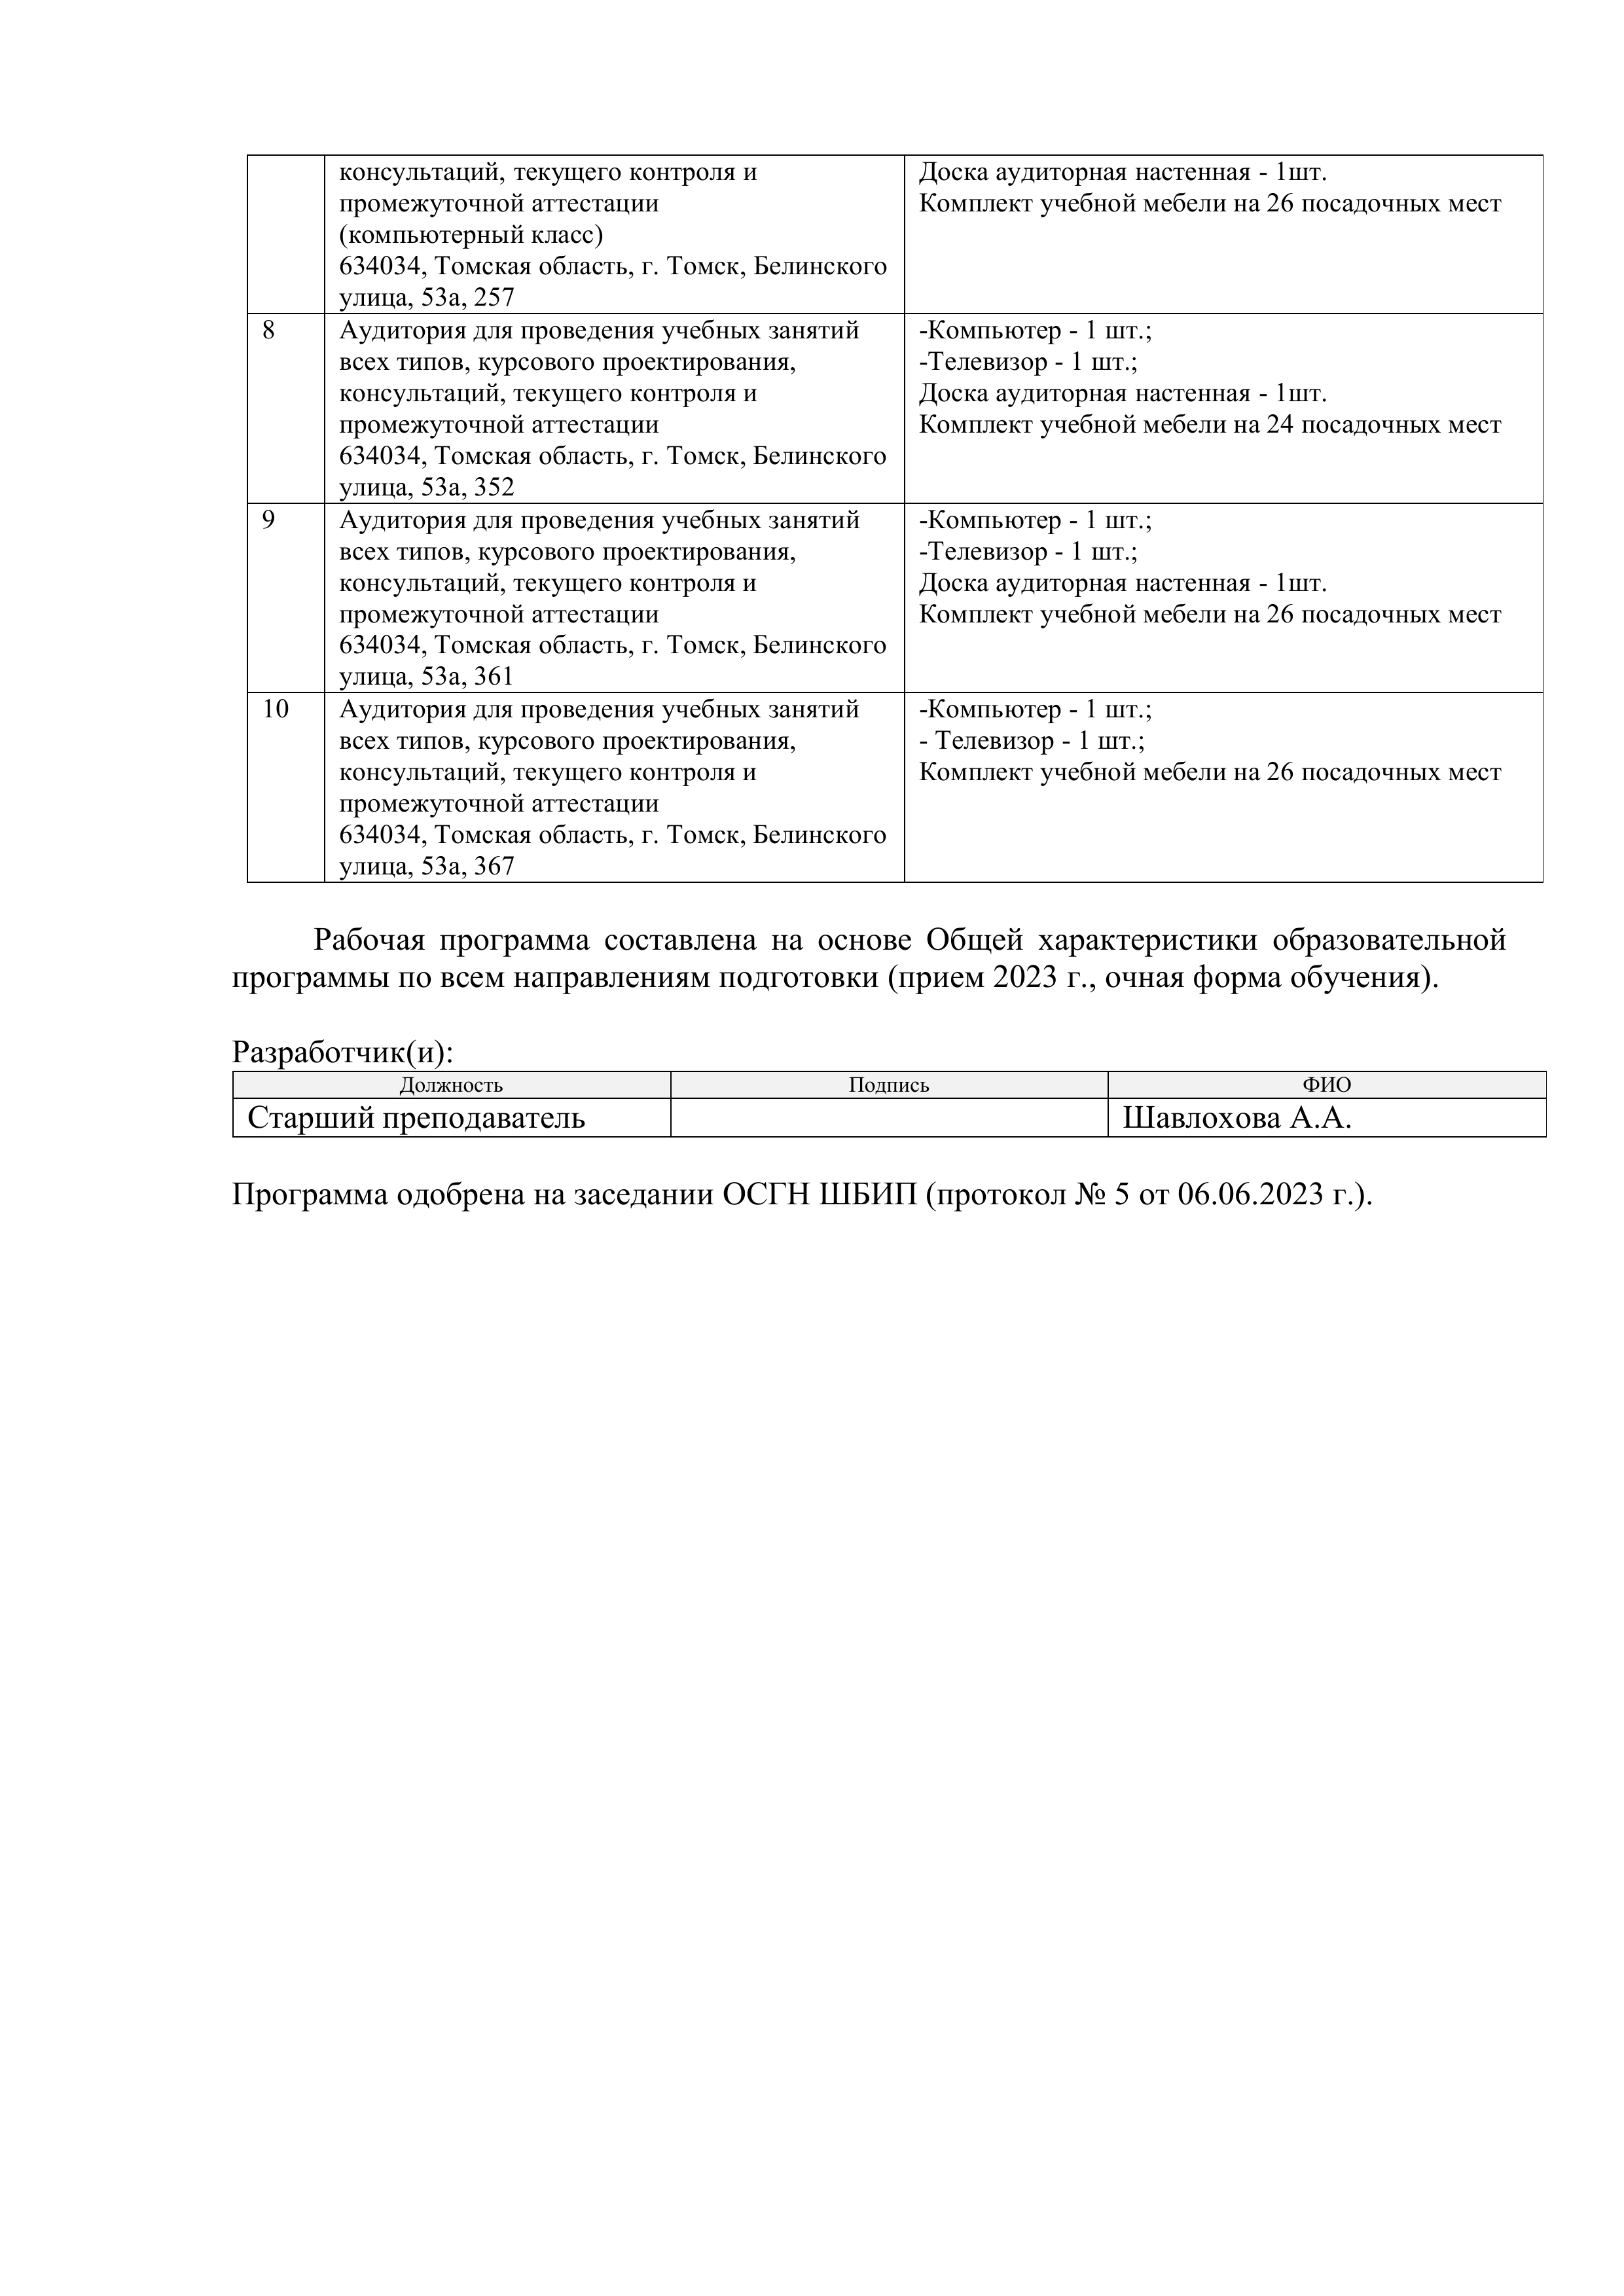 консультаций, текущего контроля и
промежуточной аттестации
(компьютерный класс)
634034, Томская область, г. Томск, Белинского
улица, 53а, 257
Доска аудиторная настенная - 1шт.
Комплект учебной мебели на 26 посадочных мест
8
Аудитория для проведения учебных занятий
всех типов, курсового проектирования,
консультаций, текущего контроля и
промежуточной аттестации
634034, Томская область, г. Томск, Белинского
улица, 53а, 352
-Компьютер - 1 шт.;
-Телевизор - 1 шт.;
Доска аудиторная настенная - 1шт.
Комплект учебной мебели на 24 посадочных мест
9
Аудитория для проведения учебных занятий
всех типов, курсового проектирования,
консультаций, текущего контроля и
промежуточной аттестации
634034, Томская область, г. Томск, Белинского
улица, 53а, 361
-Компьютер - 1 шт.;
-Телевизор - 1 шт.;
Доска аудиторная настенная - 1шт.
Комплект учебной мебели на 26 посадочных мест
10
Аудитория для проведения учебных занятий
всех типов, курсового проектирования,
консультаций, текущего контроля и
промежуточной аттестации
634034, Томская область, г. Томск, Белинского
улица, 53а, 367
-Компьютер - 1 шт.;
- Телевизор - 1 шт.;
Комплект учебной мебели на 26 посадочных мест
Рабочая программа составлена на основе Общей характеристики образовательной
программы по всем направлениям подготовки (прием 2023 г., очная форма обучения).
Разработчик(и):
Должность
Подпись
ФИО
Старший преподаватель
Шавлохова А.А.
Программа одобрена на заседании ОСГН ШБИП (протокол № 5 от 06.06.2023 г.).